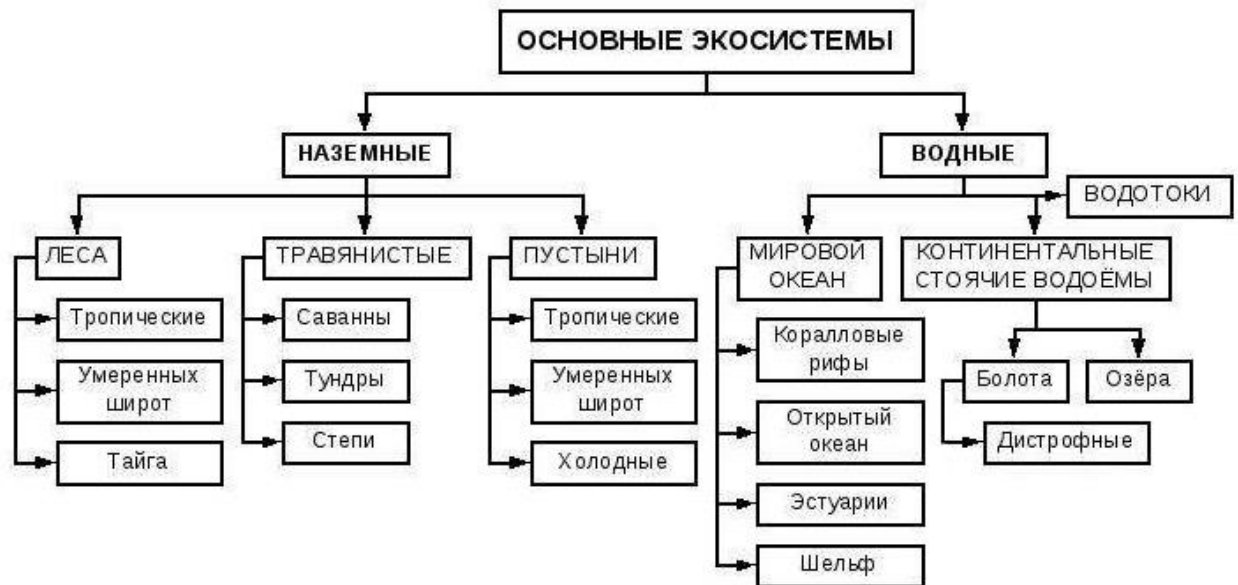 ОСНОВНЫЕ ЭКОСИСТЕМЫ
НАЗЕМНЫЕ
ВОДНЫЕ
ВОДОТОКИ
ЛЕСА
ТРАВЯНИСТЫЕ
ПУСТЫНИ
МИРОВОЙ
ОКЕАН
КОНТИНЕНТАЛЬНЫЕ
СТОЯЧИЕ ВОДОЁМЫ
Тропические
Умеренных
широт
Тайга
Саванны
Тундры
Степи
Тропические
Умеренных
широт
Холодные
Коралловые
рифы
Открытый
океан
Эстуарии
Шельф
Болота
Озёра
Дистрофные